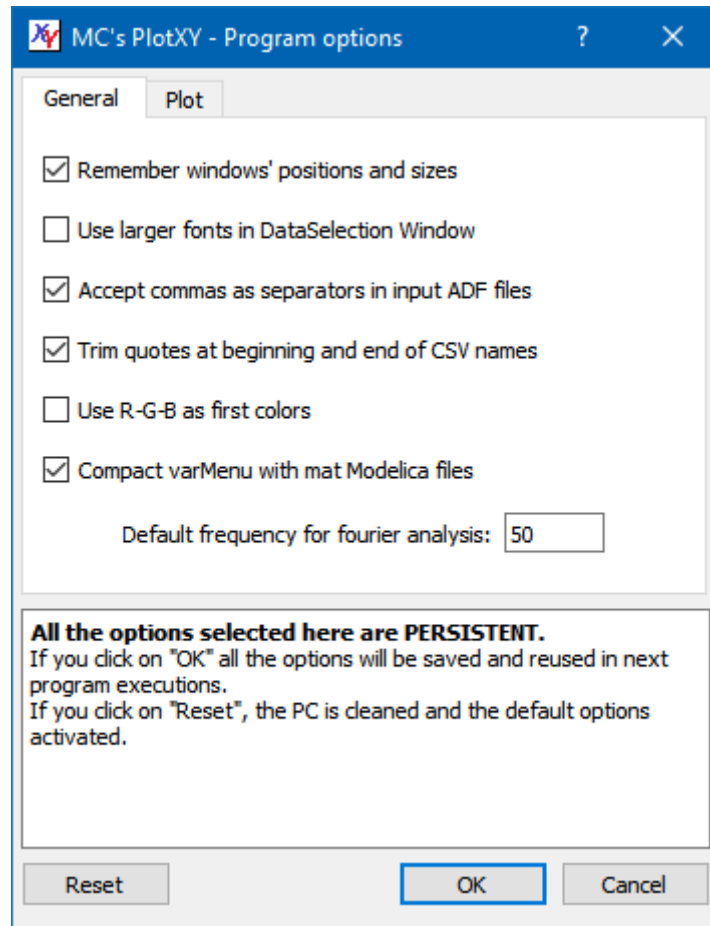 MC's PlotXY - Program options
General Plot
Remember windows' positions and sizes
Use larger fonts in DataSelection Window
Accept commas as separators in input ADF files
Trim quotes at beginning and end of CSV names
Use R-G-B as first colors
Compact varMenu with mat Modelica files
Default frequency for fourier analysis: 50
All the options selected here are PERSISTENT.
If you click on "OK" all the options will be saved and reused in next
program executions.
If you click on "Reset", the PC is cleaned and the default options
activated.
Reset OK Cancel